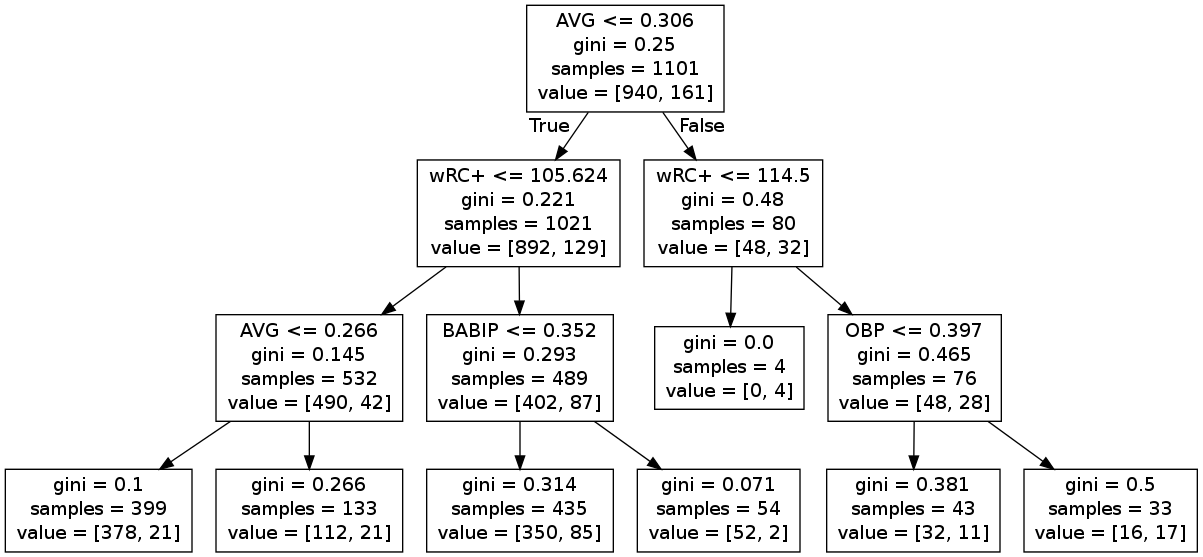 AVG <= 0.306
gini = 0.25
samples = 1101
value = [940, 161]
True
False
wRC+ <= 105.624
gini = 0.221
samples = 1021
value = [892, 129]
wRC+ <= 114.5
gini = 0.48
samples = 80
value = [48, 32]
AVG <= 0.266
gini = 0.145
samples = 532
value = [490, 42]
BABIP <= 0.352
gini = 0.293
samples = 489
value = [402, 87]
gini = 0.0
samples = 4
value = [0, 4]
OBP <= 0.397
gini = 0.465
samples = 76
value = [48, 28]
gini = 0.1
samples = 399
value = [378, 21]
gini = 0.266
samples = 133
value = [112, 21]
gini = 0.314
samples = 435
value = [350, 85]
gini = 0.071
samples = 54
value = [52, 2]
gini = 0.381
samples = 43
value = [32, 11]
gini = 0.5
samples = 33
value = [16, 17]